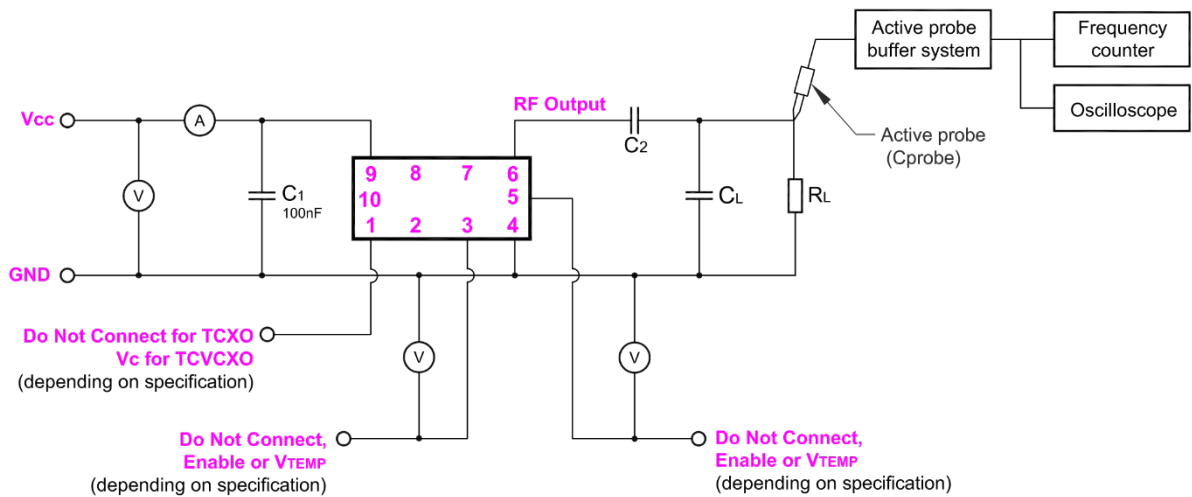 Active probe
buffer system
Frequency
counter
Oscilloscope
Active probe
(Cprobe)
Vcc
A
V
C1
100nF
RF Output
C2
CL
RL
9 8 7 6
10 5
1 2 3 4
GND
Do Not Connect for TCXO
Vc for TCVCXO
(depending on specification)
V
V
Do Not Connect,
Enable or VTEMP
(depending on specification)
Do Not Connect,
Enable or VTEMP
(depending on specification)